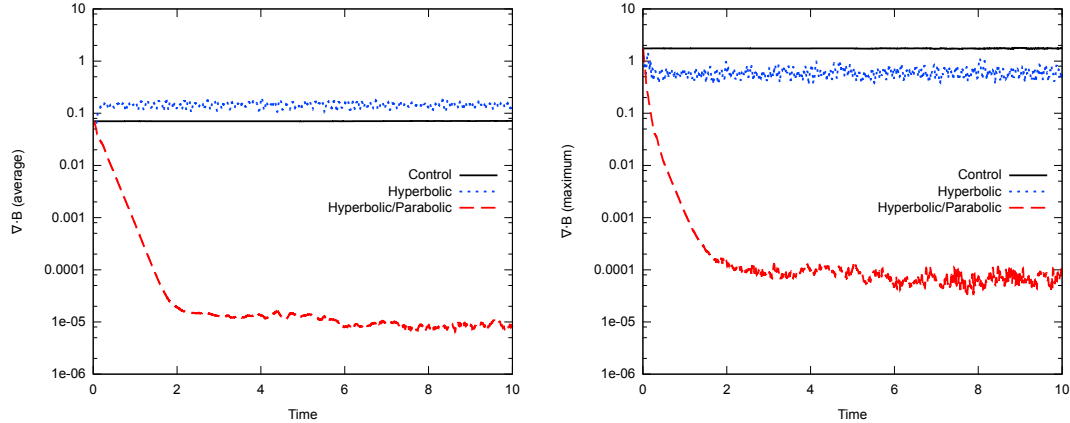 10
1
0.1
0.01
0.001
0.0001
1e-05
1e-06
0
2
4
6
8
10
Time
∇·B (average)
Control
Hyperbolic
Hyperbolic/Parabolic
10
1
0.1
0.01
0.001
0.0001
1e-05
1e-06
0
2
4
6
8
10
Time
∇·B (maximum)
Control
Hyperbolic
Hyperbolic/Parabolic